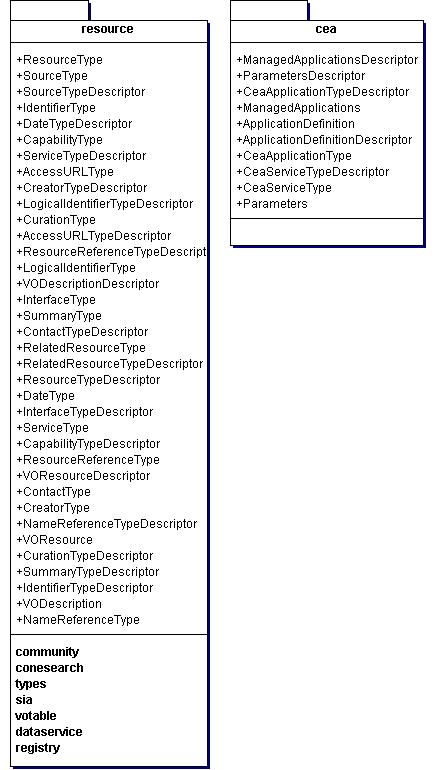 resource
+ResourceType
+SourceType
+SourceTypeDescriptor
+IdentifierType
+DateTypeDescriptor
+CapabilityType
+ServiceTypeDescriptor
+AccessURLType
+CreatorTypeDescriptor
+LogicalIdentifierTypeDescriptor
+CurationType
+AccessURLTypeDescriptor
+ResourceReferenceTypeDescript
+LogicalIdentifierType
+VODescriptionDescriptor
+InterfaceType
+SummaryType
+ContactTypeDescriptor
+RelatedResourceType
+RelatedResourceTypeDescriptor
+ResourceTypeDescriptor
+DateType
+InterfaceTypeDescriptor
+ServiceType
+CapabilityTypeDescriptor
+ResourceReferenceType
+VOResourceDescriptor
+ContactType
+CreatorType
+NameReferenceTypeDescriptor
+VOResource
+CurationTypeDescriptor
+SummaryTypeDescriptor
+IdentifierTypeDescriptor
+VODescription
+NameReferenceType
community
conesearch
types
sia
votable
dataservice
registry
cea
+ManagedApplicationsDescriptor
+ParametersDescriptor
+CeaApplicationTypeDescriptor
+ManagedApplications
+ApplicationDefinition
+ApplicationDefinitionDescriptor
+CeaApplicationType
+CeaServiceTypeDescriptor
+CeaServiceType
+Parameters